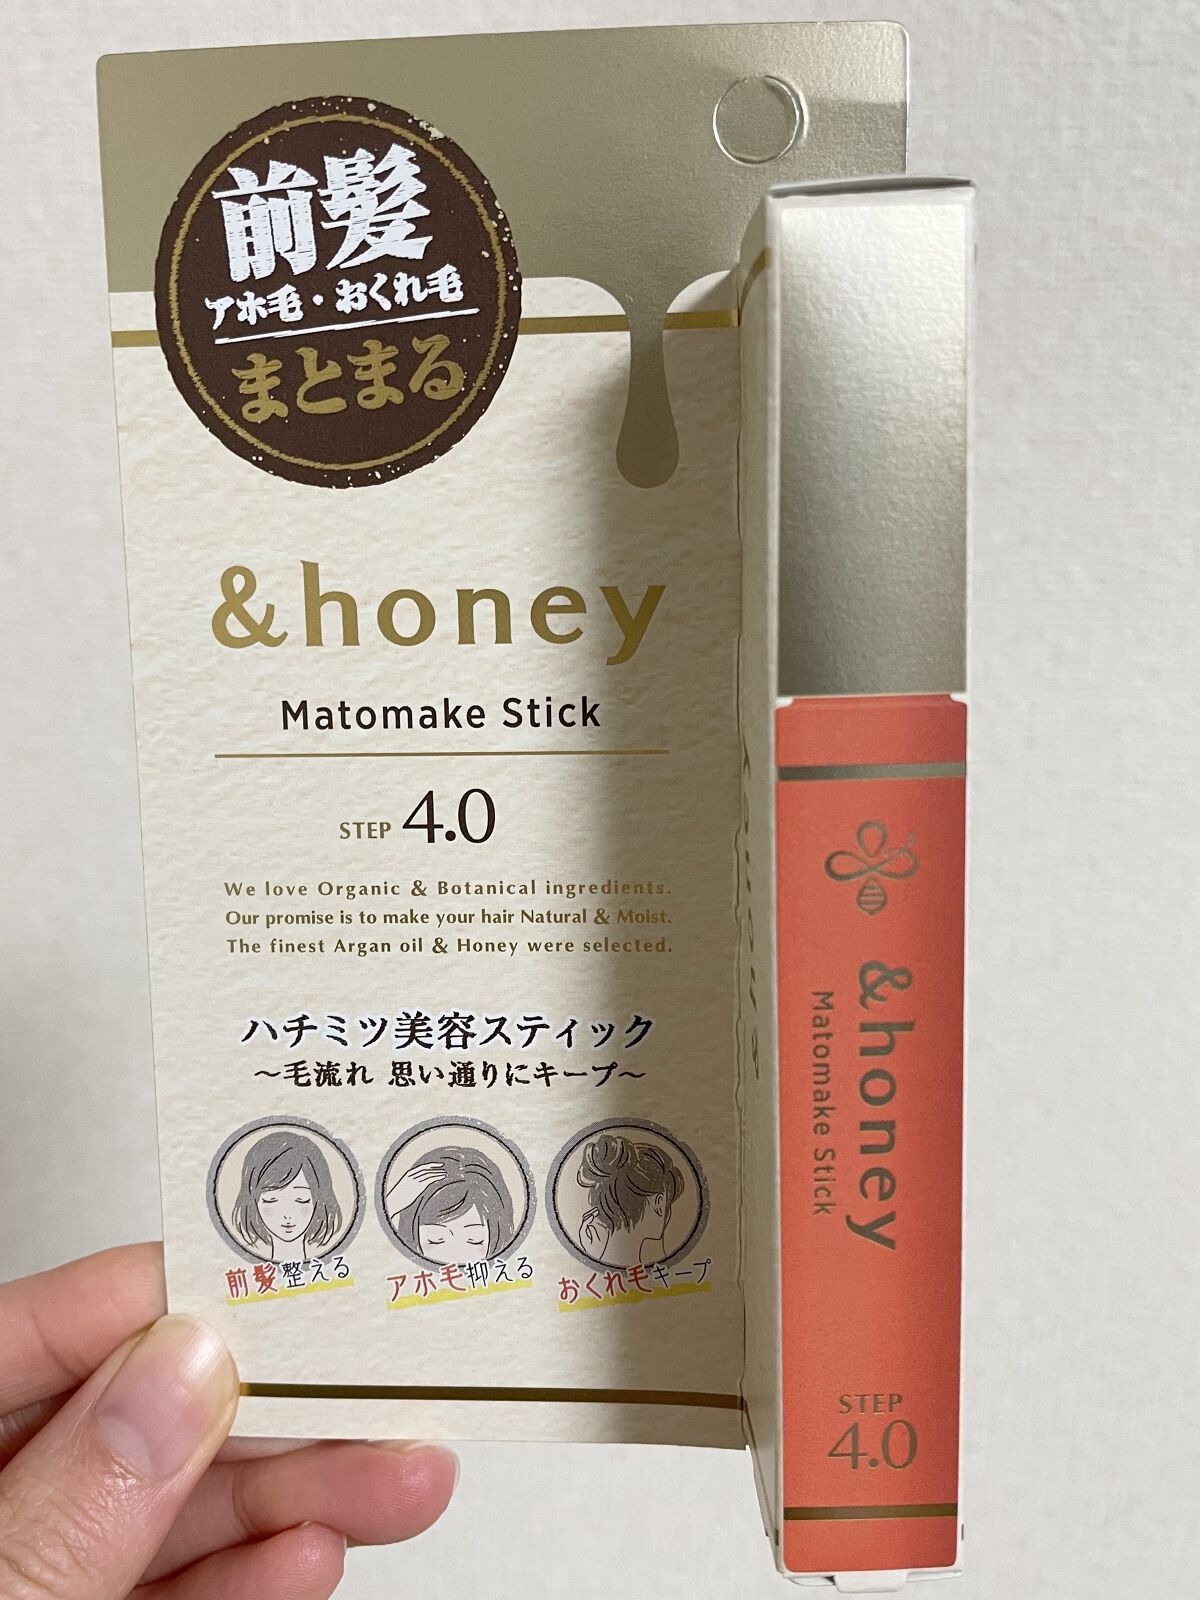 前髪
アホ毛・おくれ毛
まとまる
&honey
Matomake Stick
STEP 4.0
We love Organic & Botanical ingredients.
Our promise is to make your hair Natural & Moist.
The finest Argan oil & Honey were selected.
ハチミツ美容スティック
~毛流れ 思い通りにキープ~
前髪整える
アホ毛抑える
おくれ毛キープ
&honey
Matomake Stick
STEP
4.0